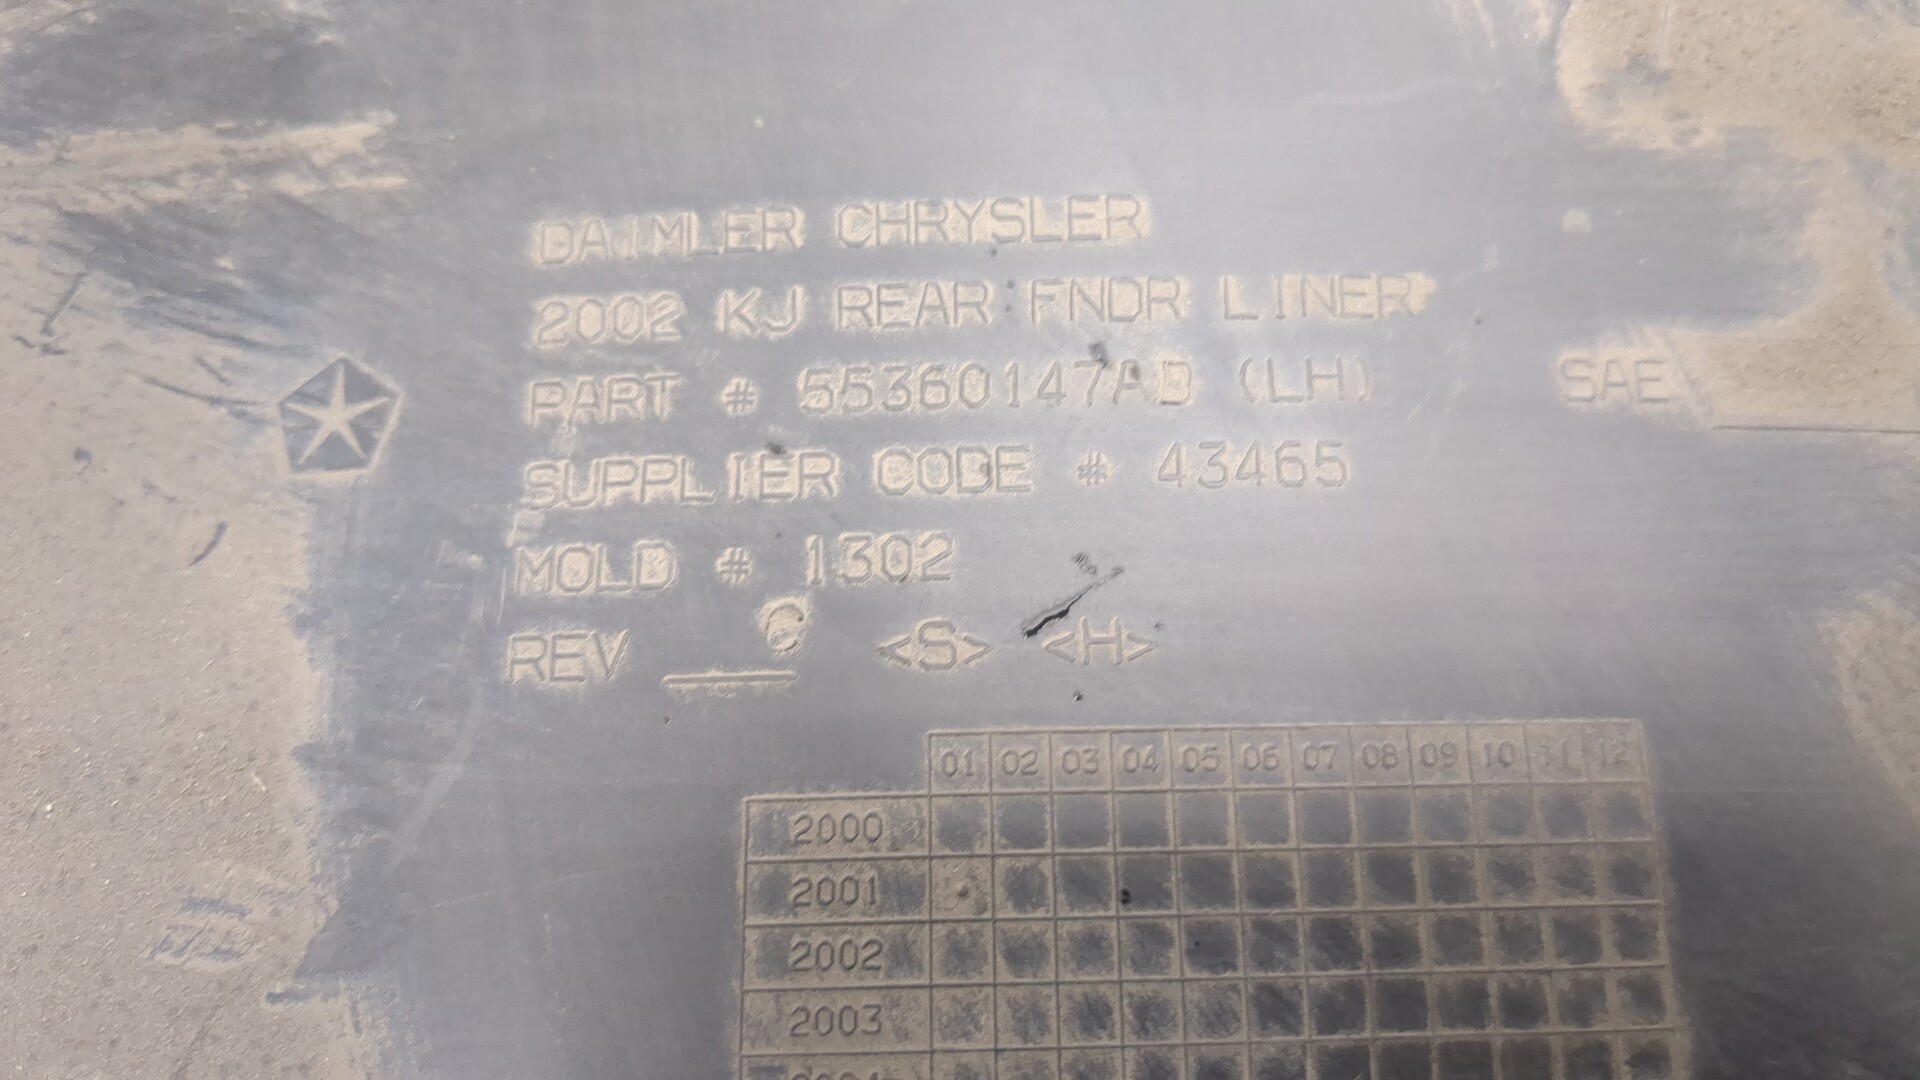 DAIMLER CHRYSLER
2002 KJ REAR FNDR LINER
PART # 55360147AD (LH)
SAE
SUPPLIER CODE # 43465
MOLD # 1302
REV ___C <S> <H>
01 02 03 04 05 06 07 08 09 10 11 12
2000
2001
2002
2003